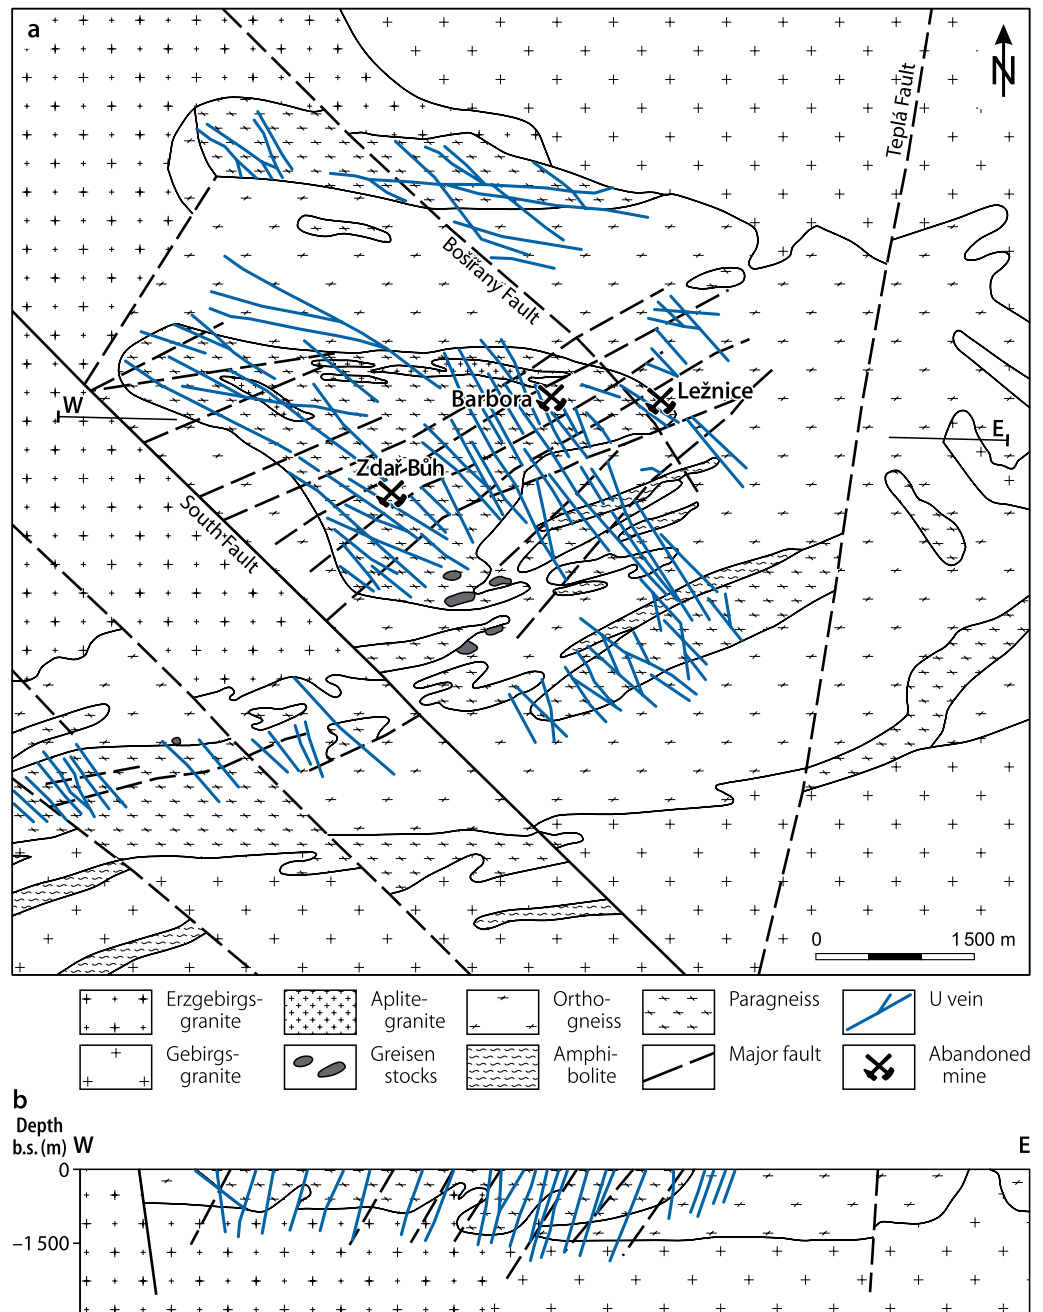 a
N
Teplá Fault
Bošířany Fault
Ležnice
Barbora
W
E
Zdař Bůh
South Fault
0 1 500 m
Erzgebirgs-
granite
Aplite-
granite
Ortho-
gneiss
Paragneiss
U vein
Gebirgs-
granite
Greisen
stocks
Amphi-
bolite
Major fault
Abandoned
mine
b
Depth
b.s. (m) W E
0
–1 500